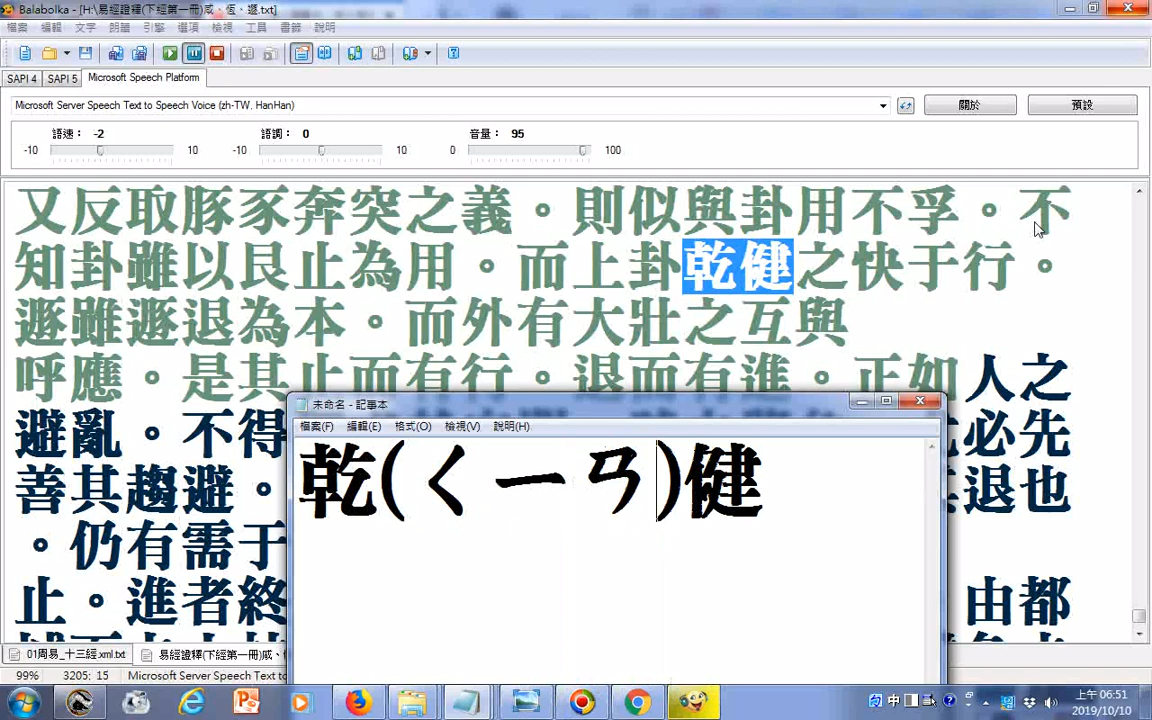 Balabolka - [H:\易經證釋(下經第一冊)咸、恆、遯.txt]
檔案 編輯 文字 朗讀 引擎 選項 檢視 工具 書籤 說明
SAPI 4 SAPI 5 Microsoft Speech Platform
Microsoft Server Speech Text to Speech Voice (zh-TW, HanHan)
關於 預設
語速： -2 語調： 0 音量： 95
-10 10 -10 10 0 100
又反取豚豕奔突之義。則似與卦用不孚。不
知卦雖以艮止為用。而上卦乾健之快于行。
遯雖遯退為本。而外有大壯之互與
呼應。是其止而有行。退而有進。正如人之
避亂。不得
必先
善其趨避。
退也
。仍有需于
止。進者終
由都
未命名 - 記事本
檔案(F) 編輯(E) 格式(O) 檢視(V) 說明(H)
乾(ㄑㄧㄢ)健
01周易_十三經.xml.txt 易經證釋(下經第一冊)咸、
99% 3205: 15 Microsoft Speech Platform: Microsoft Server Speech Text to
中
上午 06:51
2019/10/10